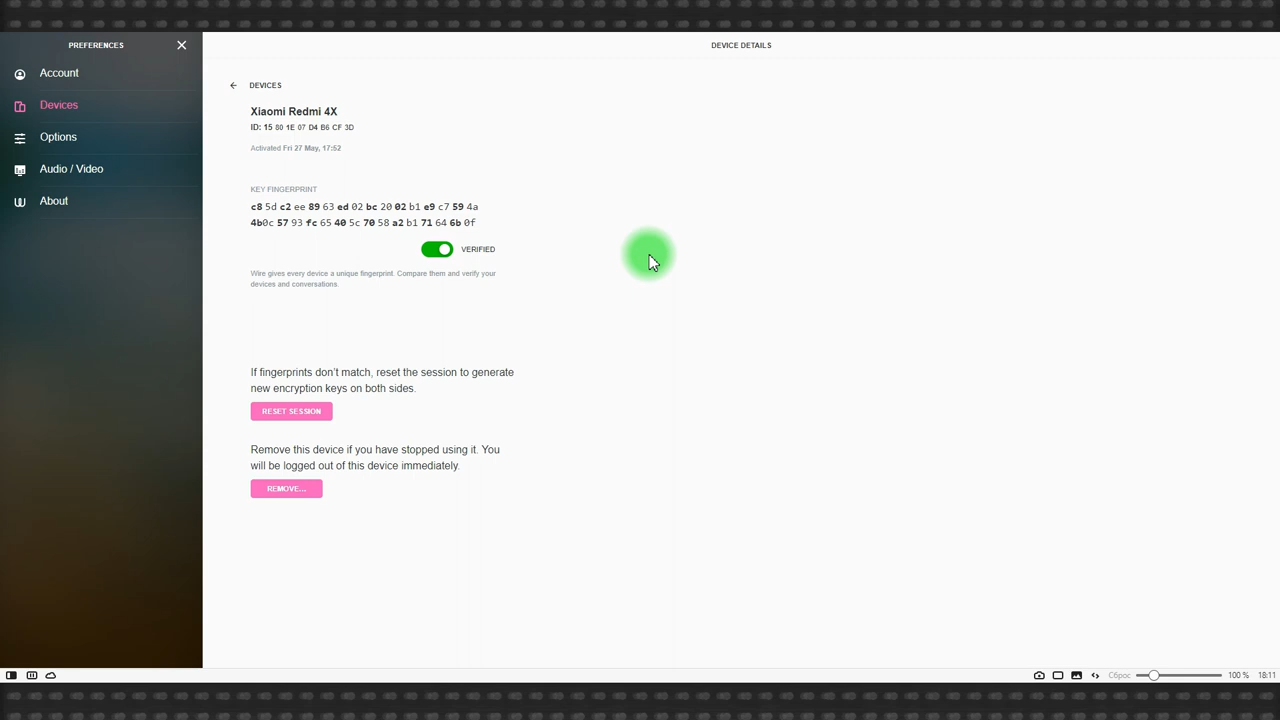 PREFERENCES
DEVICE DETAILS
Account
Devices
Options
Audio / Video
About
DEVICES
Xiaomi Redmi 4X
ID: 15 80 1E 07 D4 B6 CF 3D
Activated Fri 27 May, 17:52
KEY FINGERPRINT
c8 5d c2 ee 89 63 ed 02 bc 20 02 b1 e9 c7 59 4a
4b0c 57 93 fc 65 40 5c 70 58 a2 b1 71 64 6b 0f
VERIFIED
Wire gives every device a unique fingerprint. Compare them and verify your
devices and conversations.
If fingerprints don’t match, reset the session to generate
new encryption keys on both sides.
RESET SESSION
Remove this device if you have stopped using it. You
will be logged out of this device immediately.
REMOVE...
Сброс
100 %
18:11